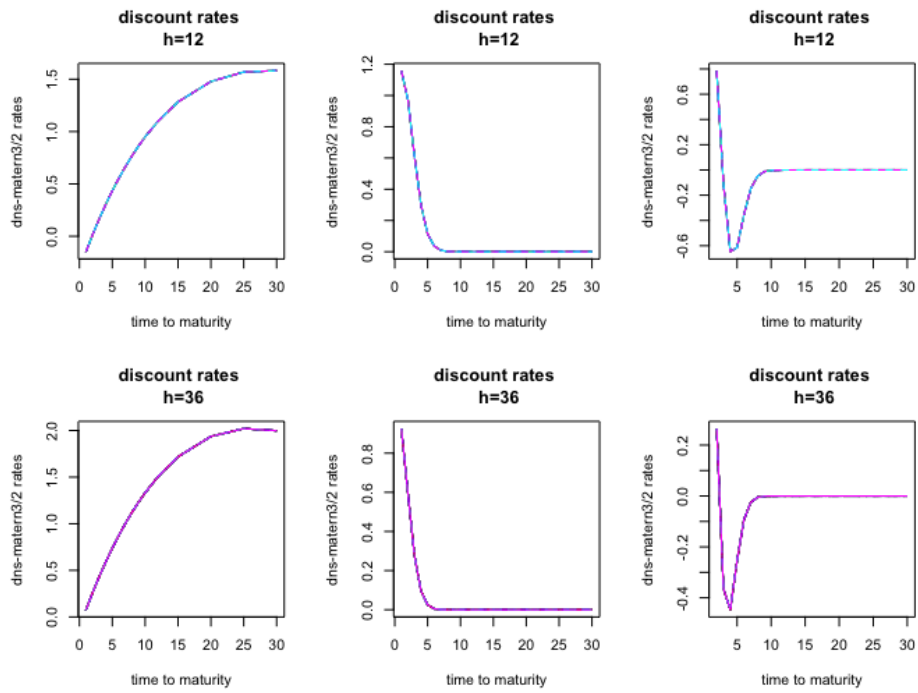 discount rates
h=12
dns-matern3/2 rates
0.0 0.5 1.0 1.5
0 5 10 15 20 25 30
time to maturity
discount rates
h=12
dns-matern3/2 rates
0.0 0.4 0.8 1.2
0 5 10 15 20 25 30
time to maturity
discount rates
h=12
dns-matern3/2 rates
-0.6 -0.2 0.2 0.6
5 10 15 20 25 30
time to maturity
discount rates
h=36
dns-matern3/2 rates
0.0 0.5 1.0 1.5 2.0
0 5 10 15 20 25 30
time to maturity
discount rates
h=36
dns-matern3/2 rates
0.0 0.2 0.4 0.6 0.8
0 5 10 15 20 25 30
time to maturity
discount rates
h=36
dns-matern3/2 rates
-0.4 -0.2 0.0 0.2
5 10 15 20 25 30
time to maturity